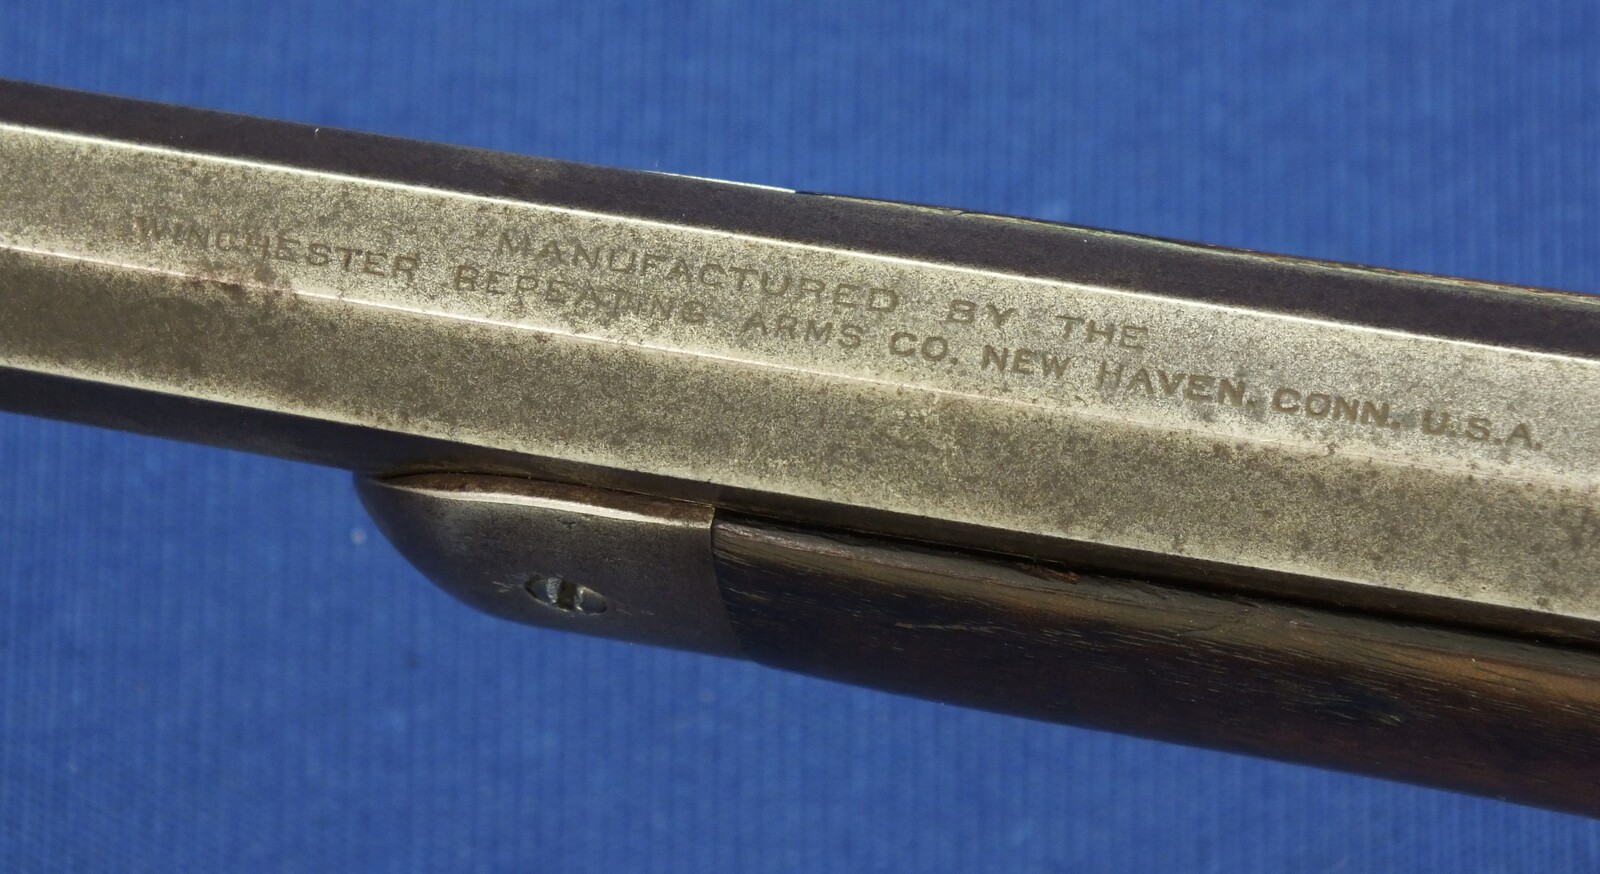 MANUFACTURED BY THE
WINCHESTER REPEATING ARMS CO. NEW HAVEN. CONN. U.S.A.